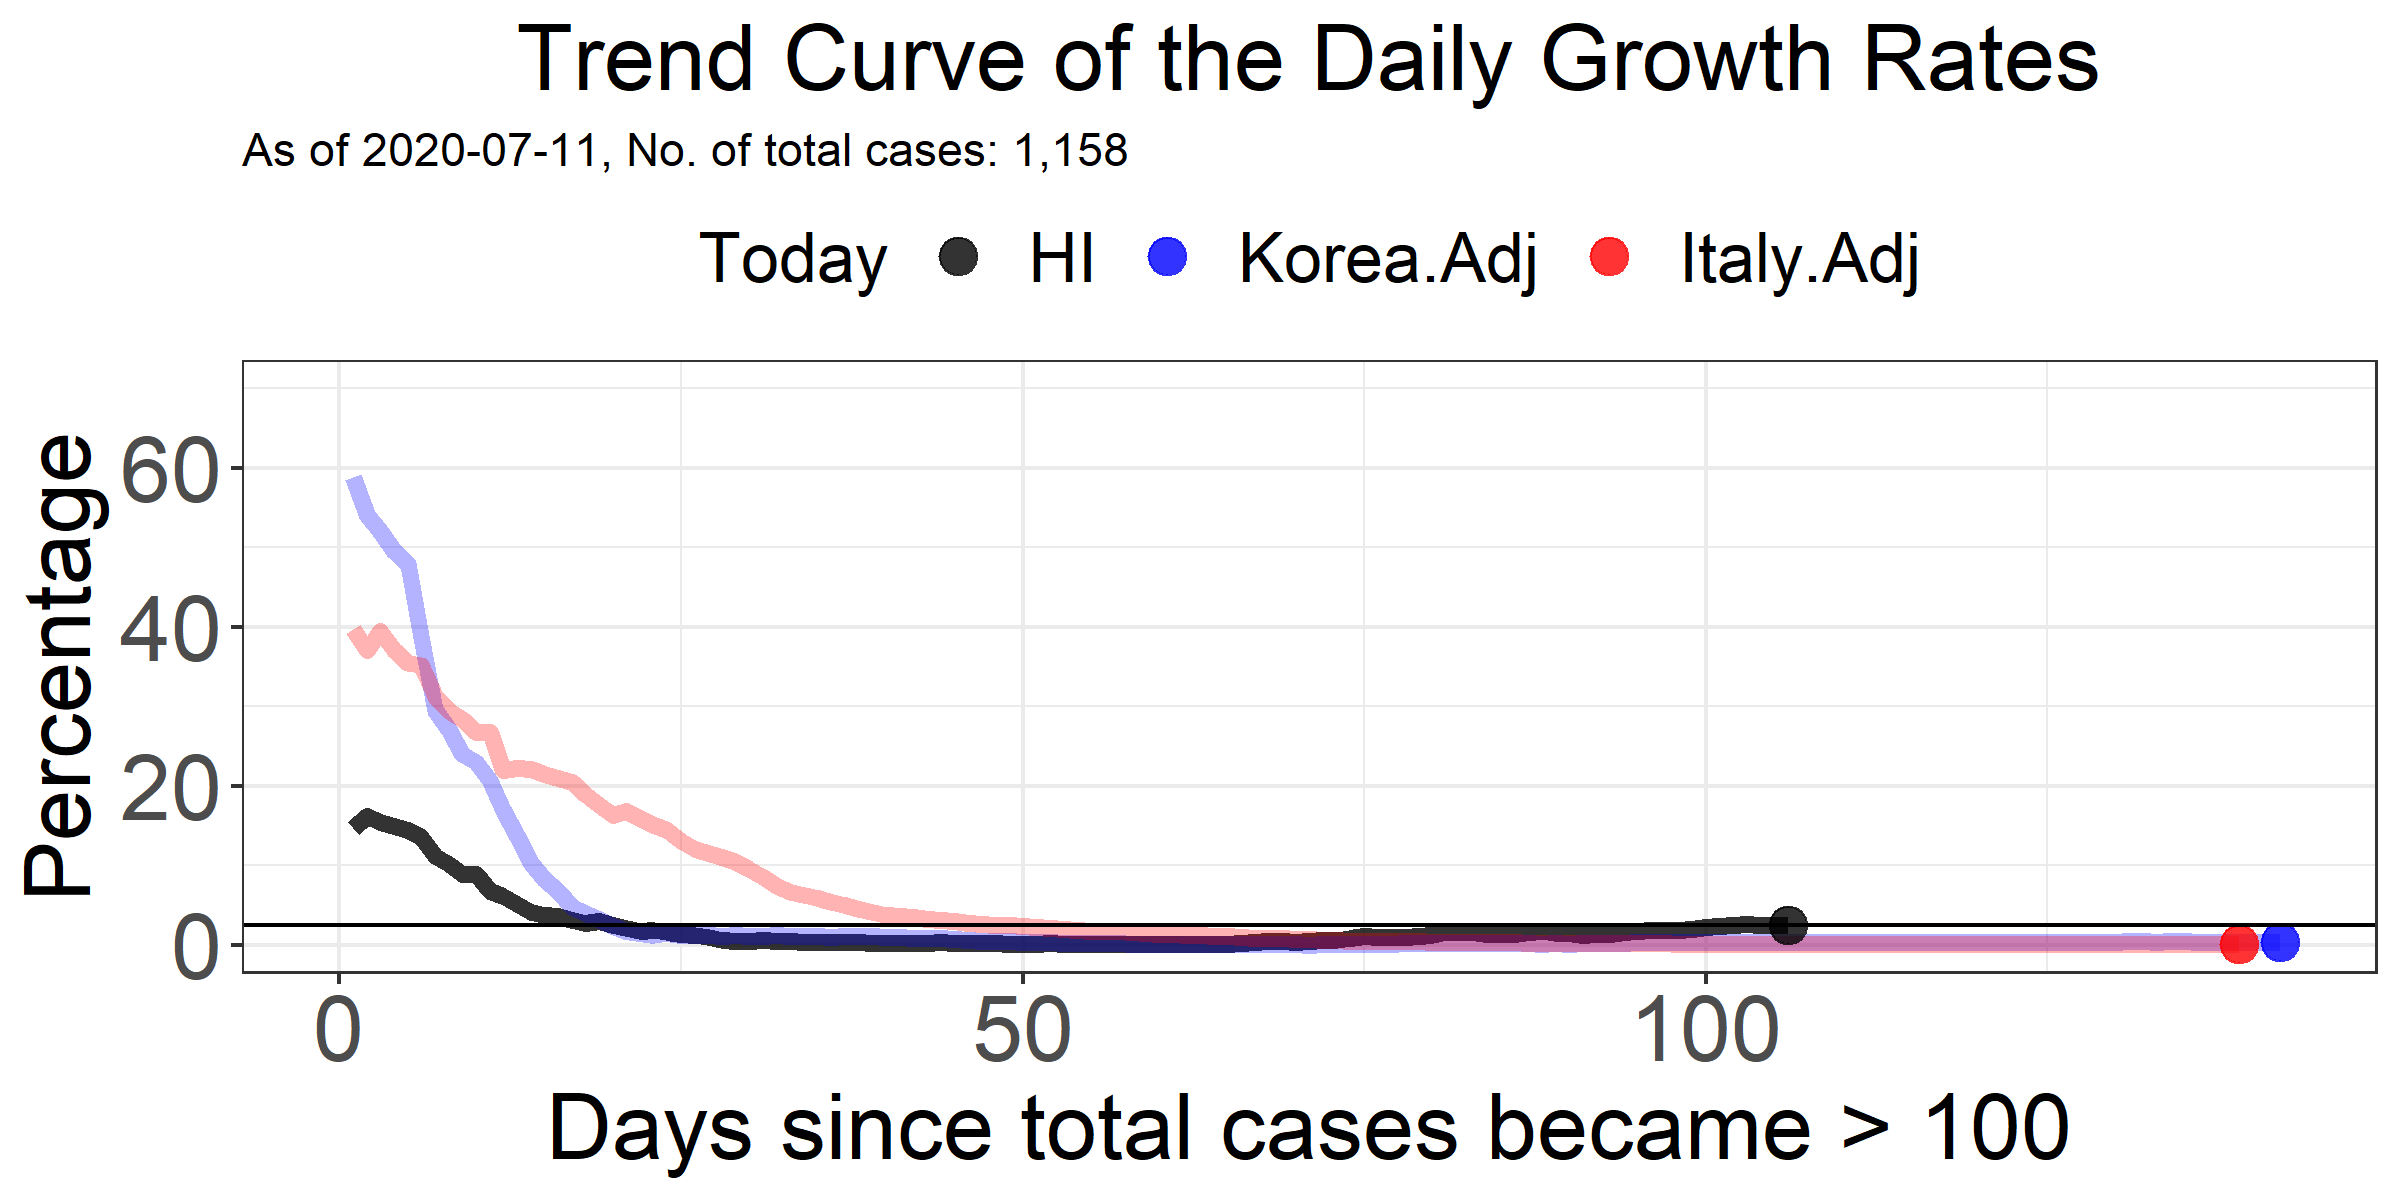 Trend Curve of the Daily Growth Rates
As of 2020-07-11, No. of total cases: 1,158
Today HI Korea.Adj Italy.Adj
Percentage
60
40
20
0
0 50 100
Days since total cases became > 100